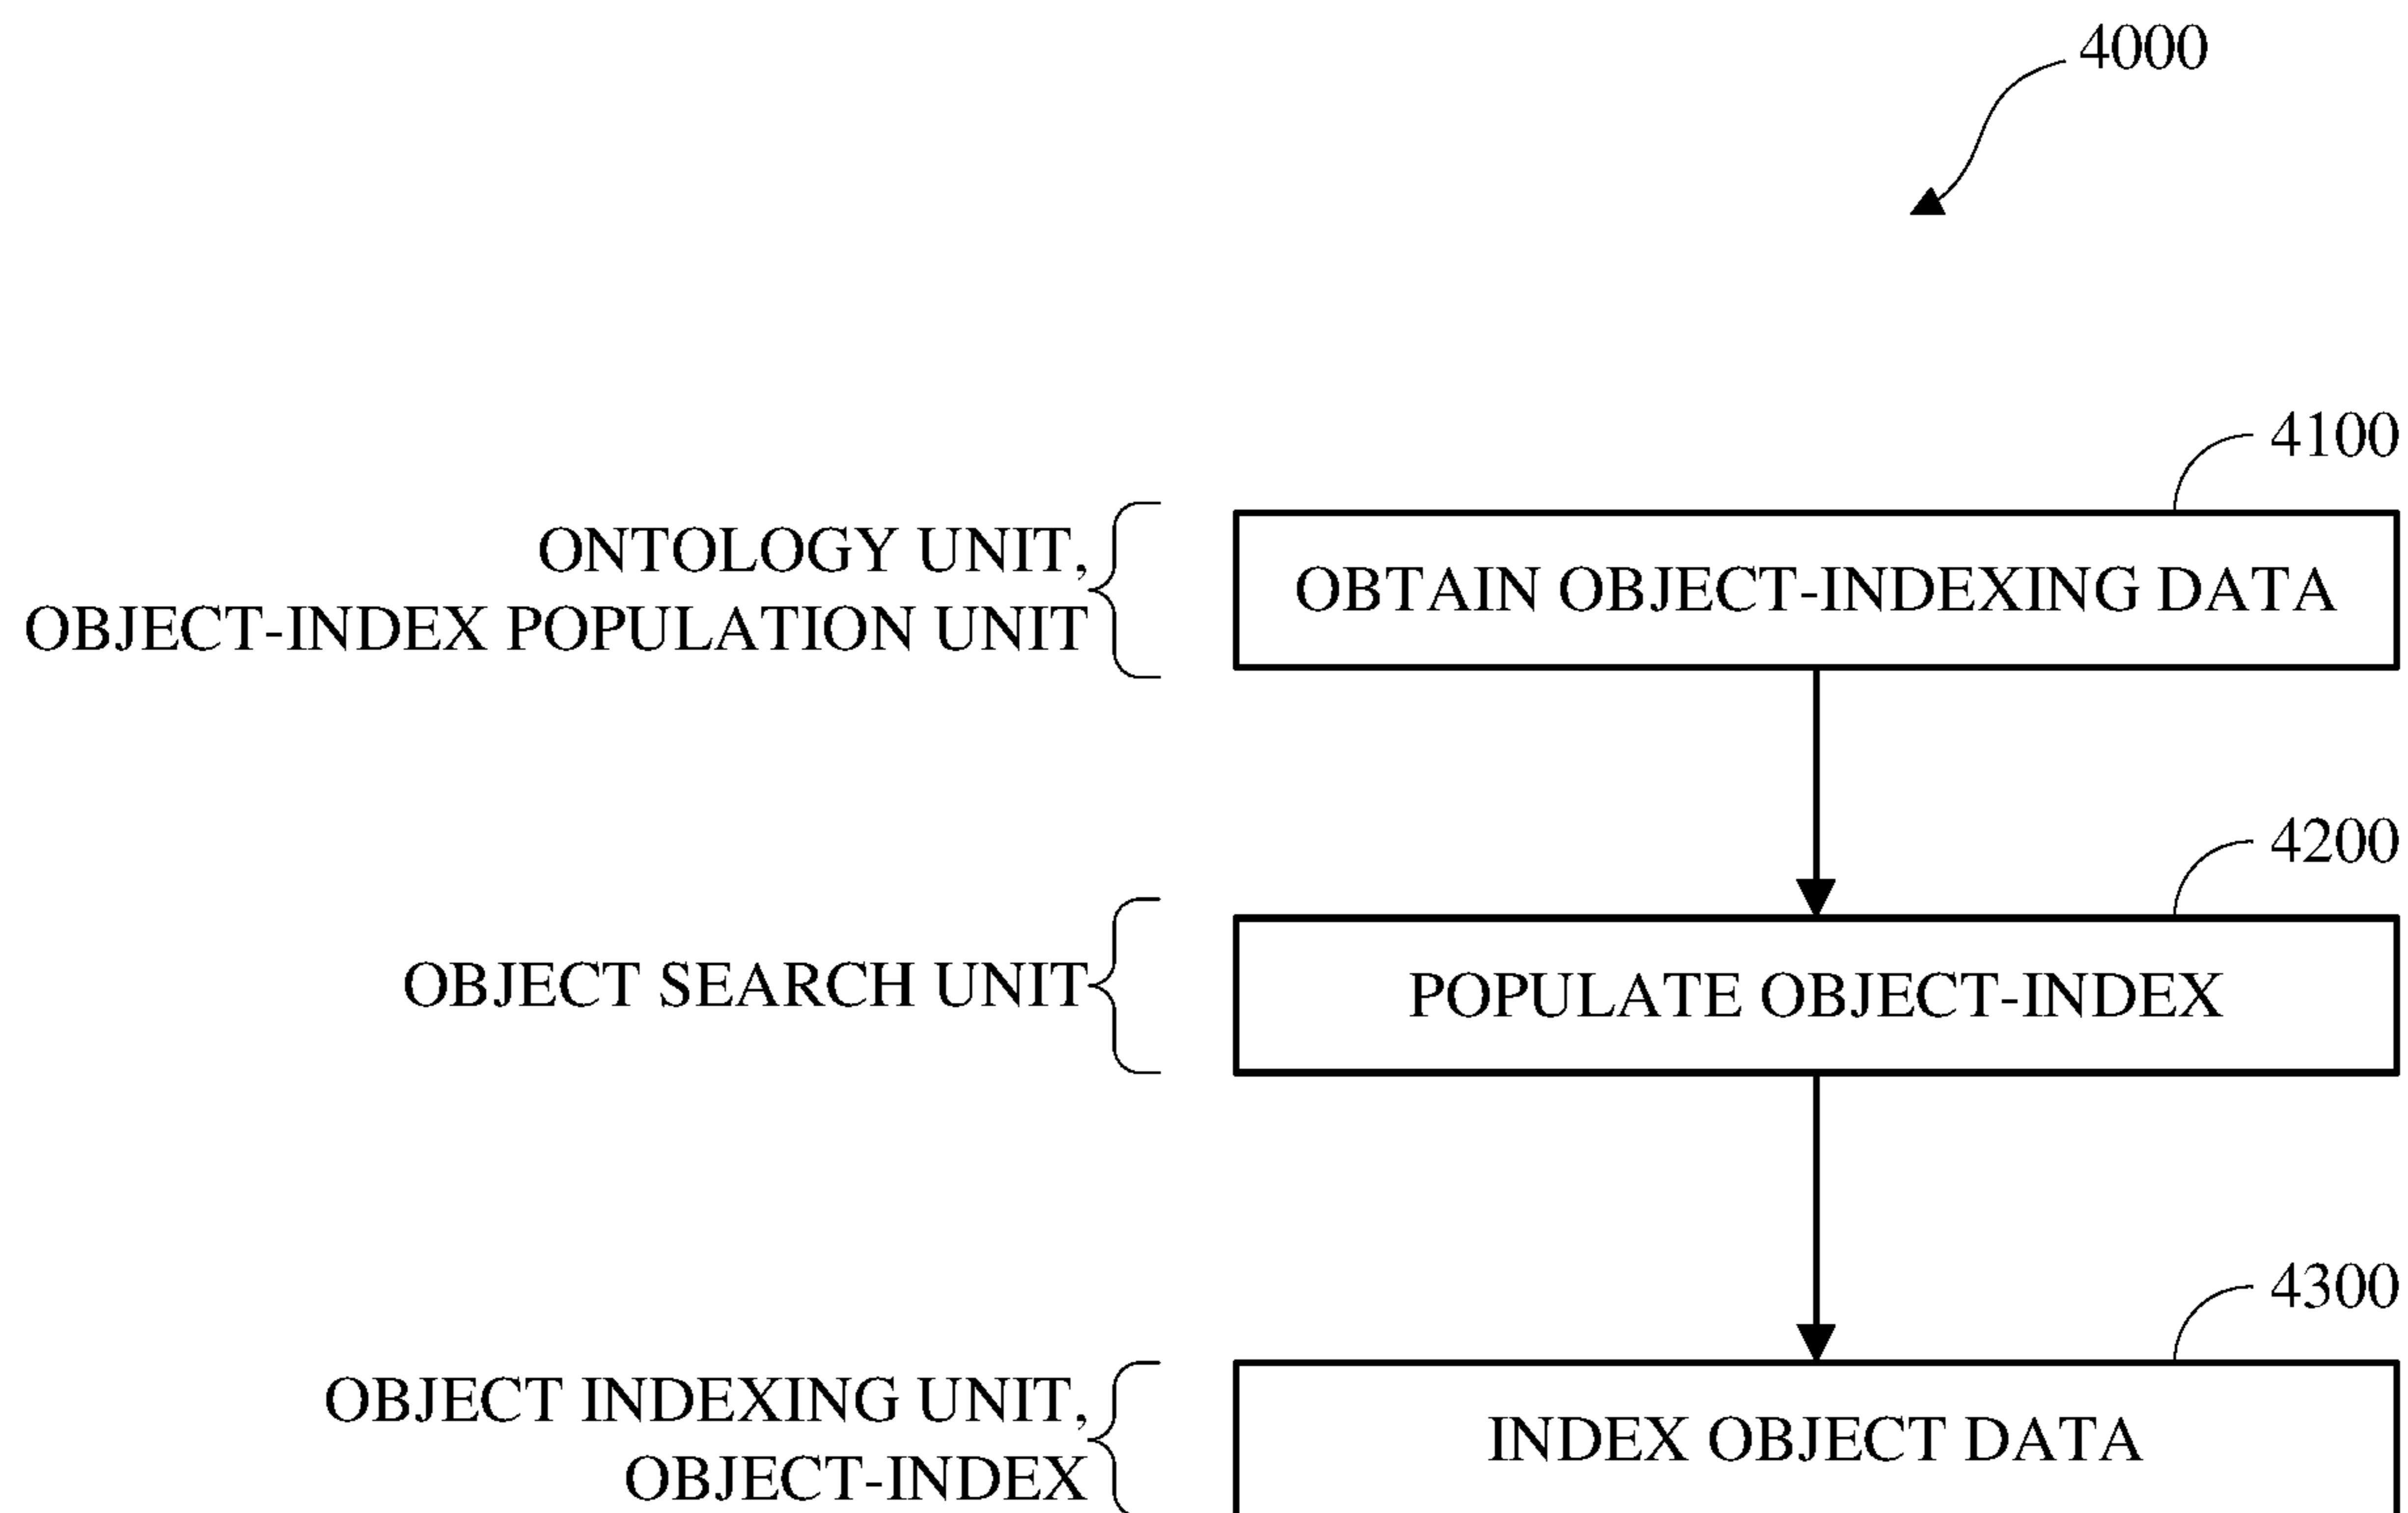 4000
4100
ONTOLOGY UNIT,
OBJECT-INDEX POPULATION UNIT
OBTAIN OBJECT-INDEXING DATA
4200
OBJECT SEARCH UNIT
POPULATE OBJECT-INDEX
4300
OBJECT INDEXING UNIT,
OBJECT-INDEX
INDEX OBJECT DATA